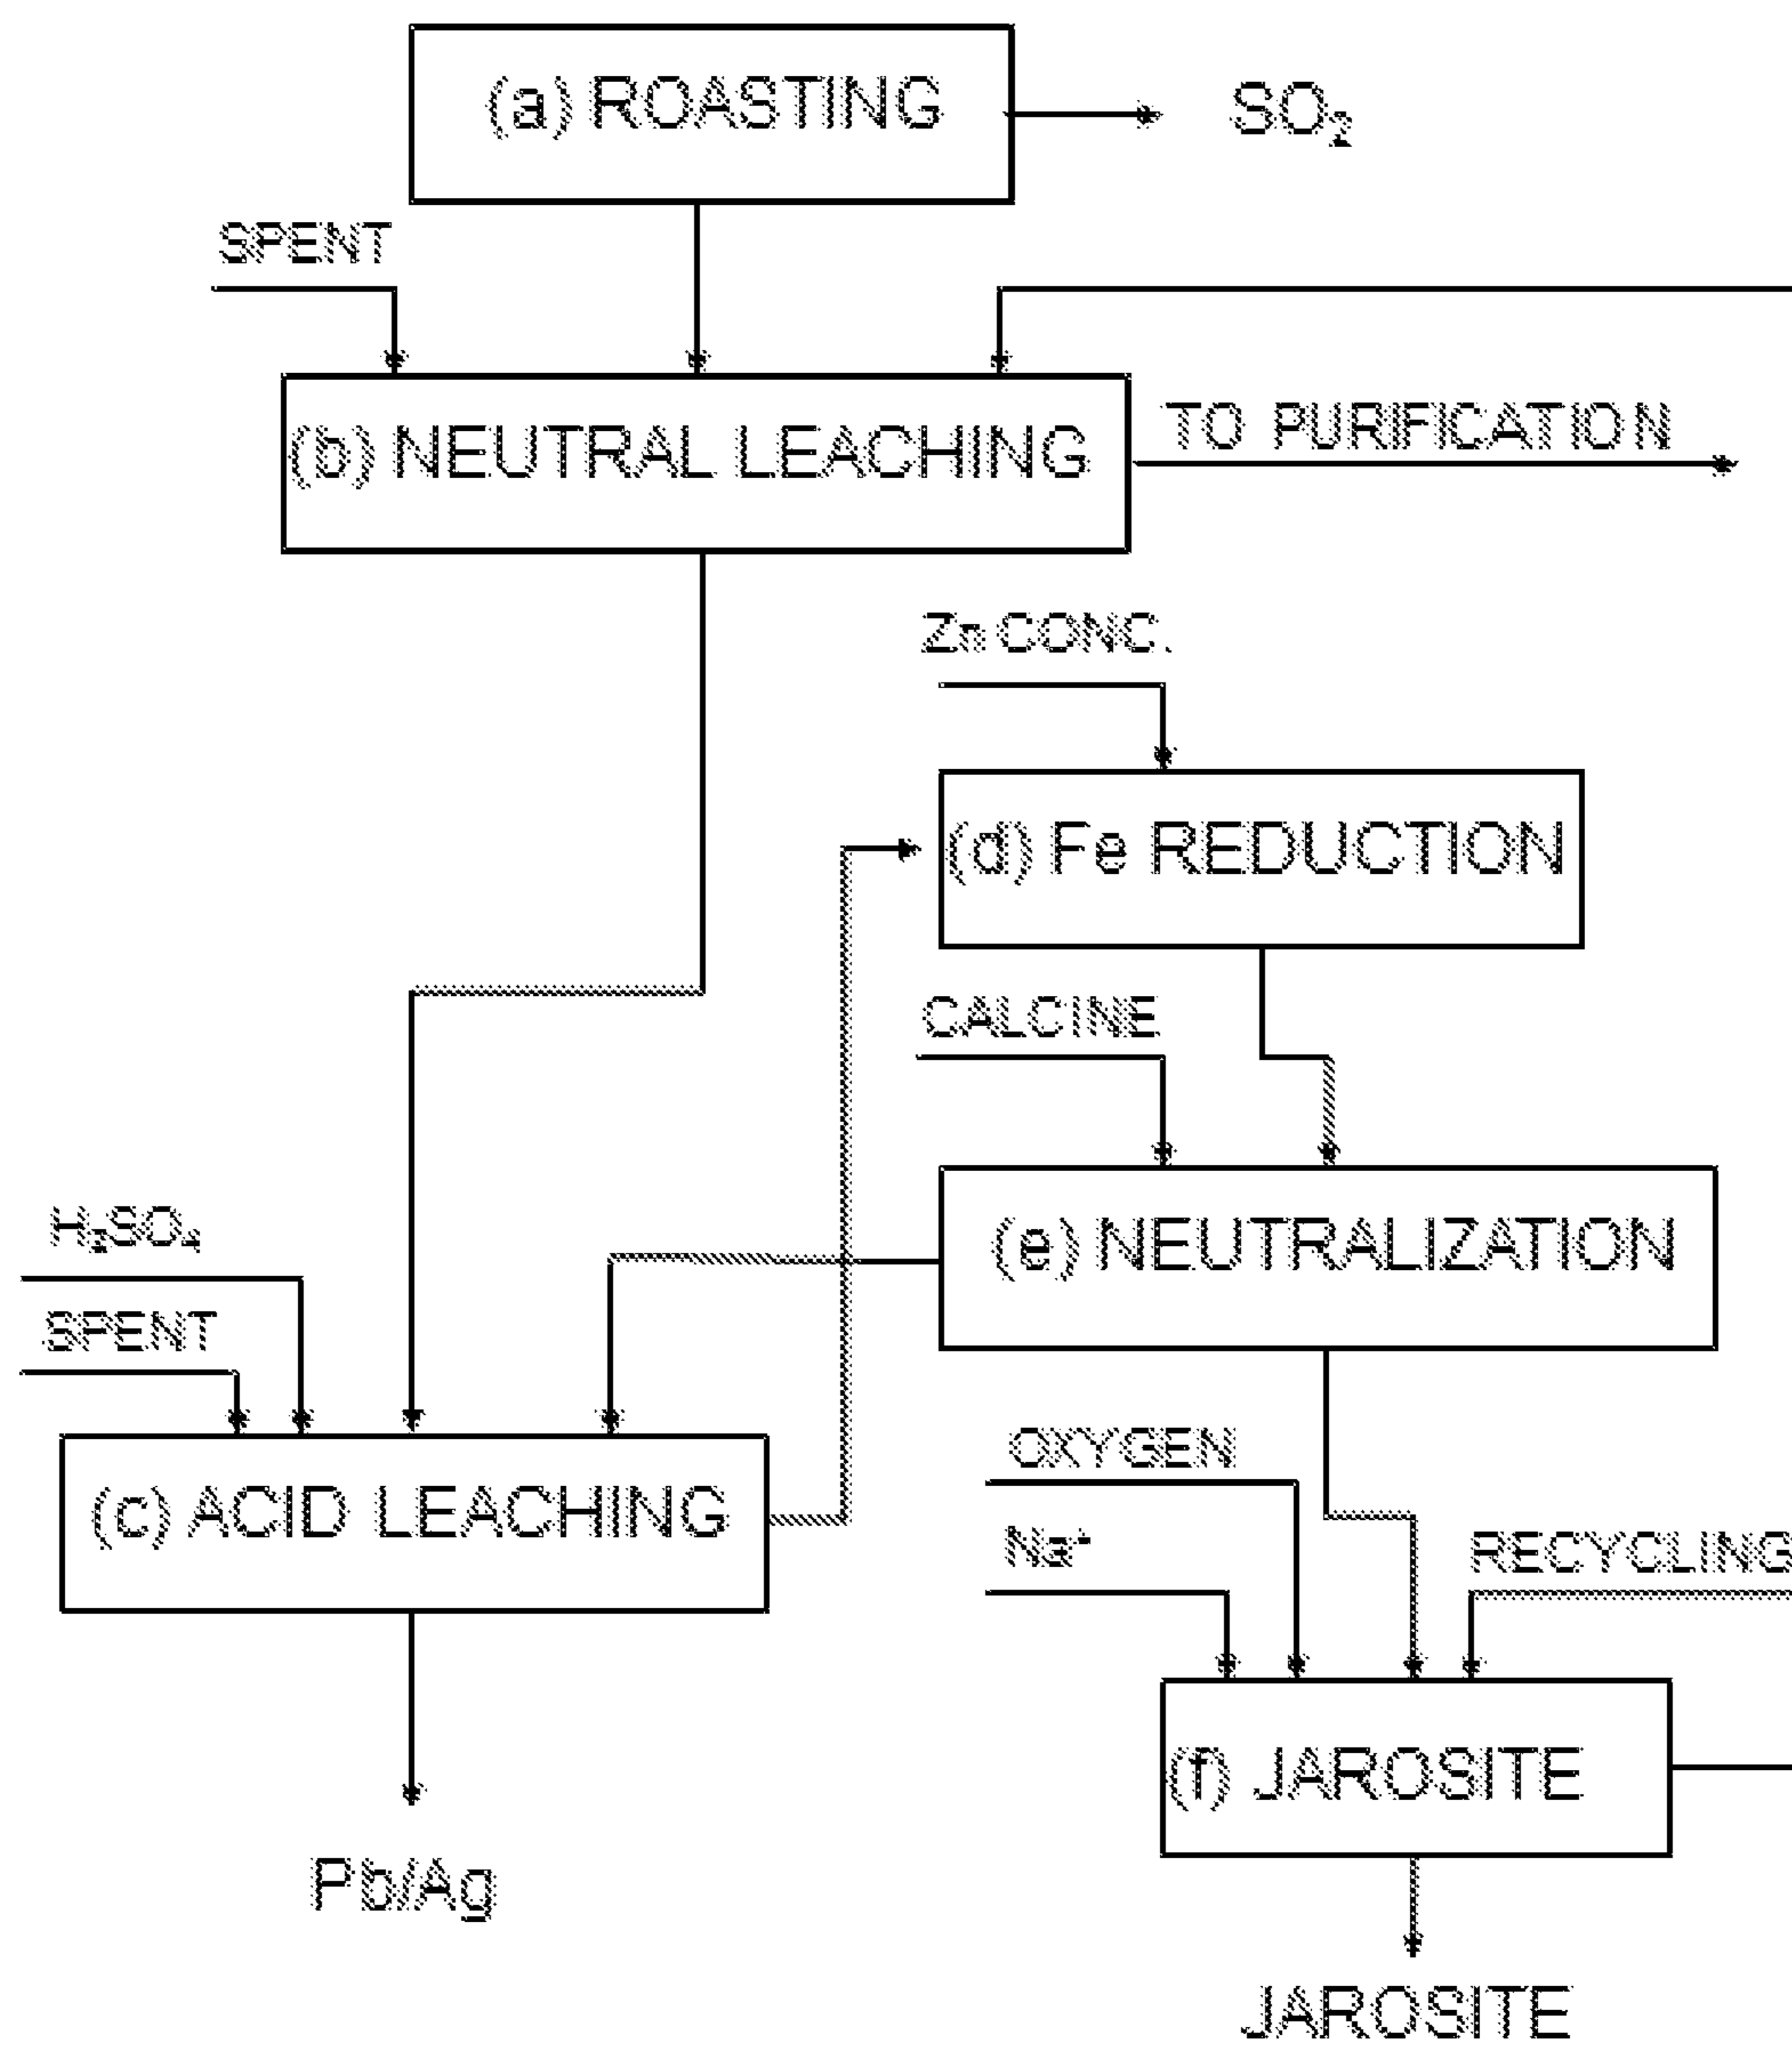 (a) ROASTING
SO₂
SPENT
(b) NEUTRAL LEACHING
TO PURIFICATION
Zn CONC.
(d) Fe REDUCTION
CALCINE
(e) NEUTRALIZATION
H₂SO₄
SPENT
(c) ACID LEACHING
OXYGEN
Na⁺
RECYCLING
(f) JAROSITE
Pb/Ag
JAROSITE